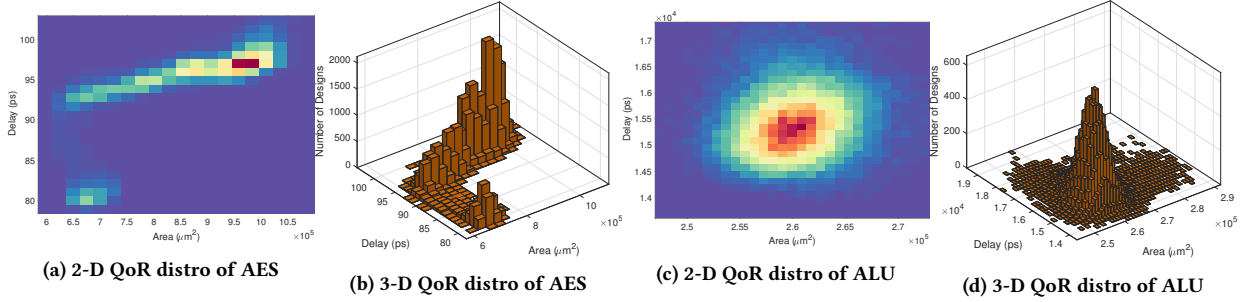 100
95
90
85
80
Delay (ps)
6 6.5 7 7.5 8 8.5 9 9.5 10 10.5
Area (μm²)
×10⁵
(a) 2-D QoR distro of AES
2000
1500
1000
500
0
Number of Designs
100
95
90
85
80
Delay (ps)
6
8
10
×10⁵
Area (μm²)
(b) 3-D QoR distro of AES
×10⁴
1.7
1.65
1.6
1.55
1.5
1.45
1.4
Delay (ps)
2.5 2.55 2.6 2.65 2.7
Area (μm²)
×10⁵
(c) 2-D QoR distro of ALU
600
400
200
0
Number of Designs
1.9
1.8
1.7
1.6
1.5
1.4
×10⁴
Delay (ps)
2.5
2.6
2.7
2.8
2.9
×10⁵
Area (μm²)
(d) 3-D QoR distro of ALU